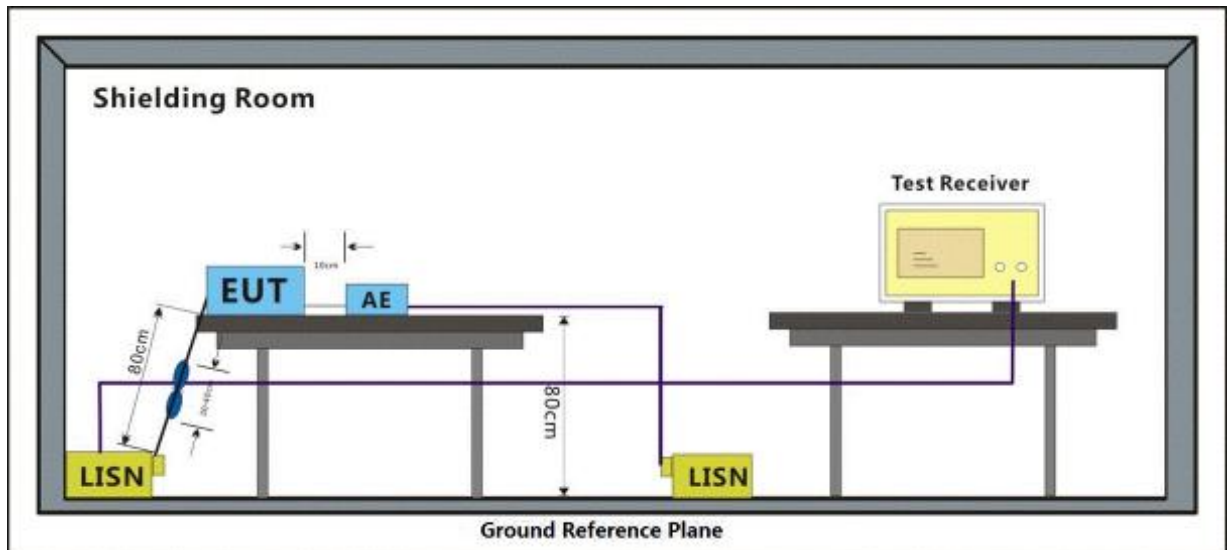 Shielding Room
Test Receiver
10cm
EUT
AE
80cm
80cm
LISN
LISN
Ground Reference Plane